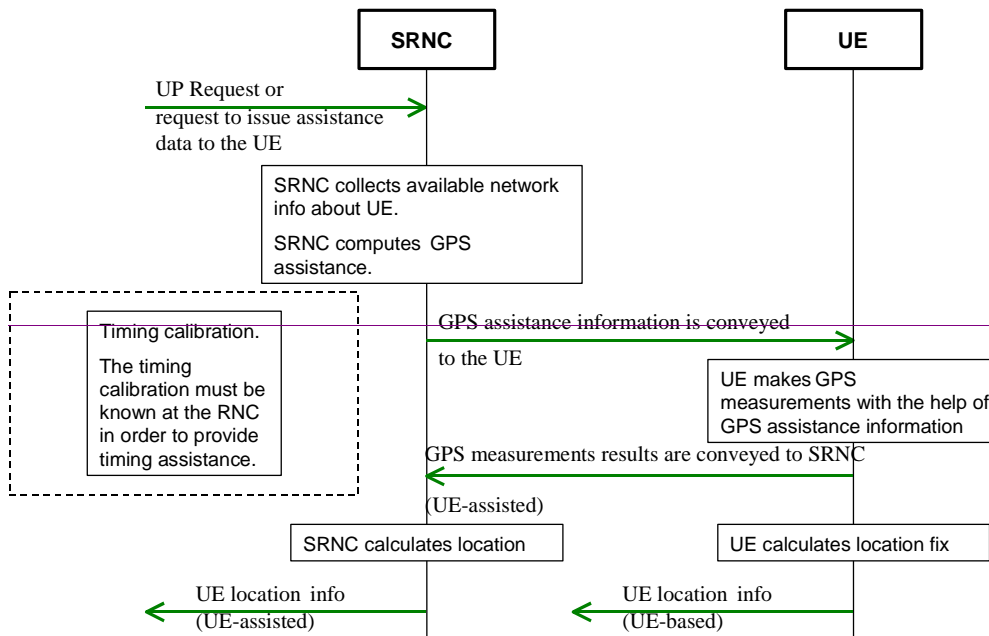 SRNC
UE
UP Request or
request to issue assistance
data to the UE
SRNC collects available network
info about UE.
SRNC computes GPS
assistance.
Timing calibration.
The timing
calibration must be
known at the RNC
in order to provide
timing assistance.
GPS assistance information is conveyed
to the UE
UE makes GPS
measurements with the help of
GPS assistance information
GPS measurements results are conveyed to SRNC
(UE-assisted)
SRNC calculates location
UE calculates location fix
UE location info
(UE-assisted)
UE location info
(UE-based)